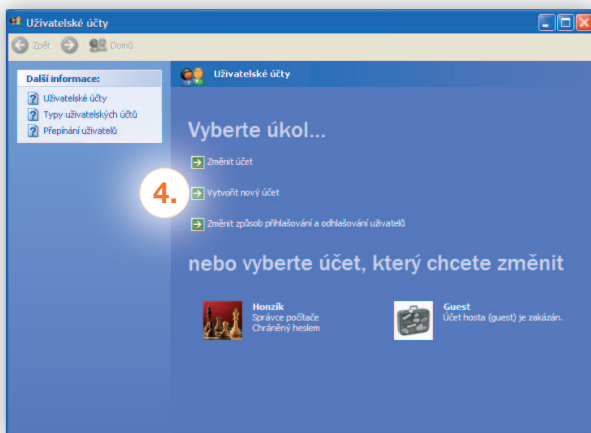 Uživatelské účty
Zpět Domů
Další informace:
Uživatelské účty
Typy uživatelských účtů
Přepínání uživatelů
Uživatelské účty
Vyberte úkol...
Změnit účet
4. Vytvořit nový účet
Změnit způsob přihlašování a odhlašování uživatelů
nebo vyberte účet, který chcete změnit
Honzík
Správce počítače
Chráněný heslem
Guest
Účet hosta (guest) je zakázán.